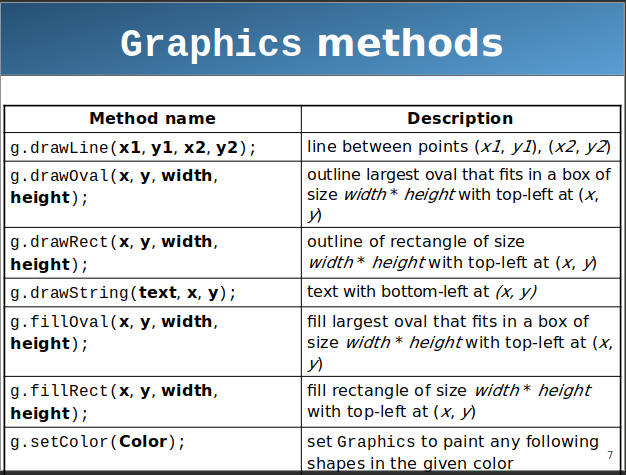 Graphics methods
Method name
Description
g.drawLine(x1, y1, x2, y2);
line between points (x1, y1), (x2, y2)
g.drawOval(x, y, width,
height);
outline largest oval that fits in a box of
size width * height with top-left at (x,
y)
g.drawRect(x, y, width,
height);
outline of rectangle of size
width * height with top-left at (x, y)
g.drawString(text, x, y);
text with bottom-left at (x, y)
g.fillOval(x, y, width,
height);
fill largest oval that fits in a box of
size width * height with top-left at (x,
y)
g.fillRect(x, y, width,
height);
fill rectangle of size width * height
with top-left at (x, y)
g.setColor(Color);
set Graphics to paint any following
shapes in the given color
7